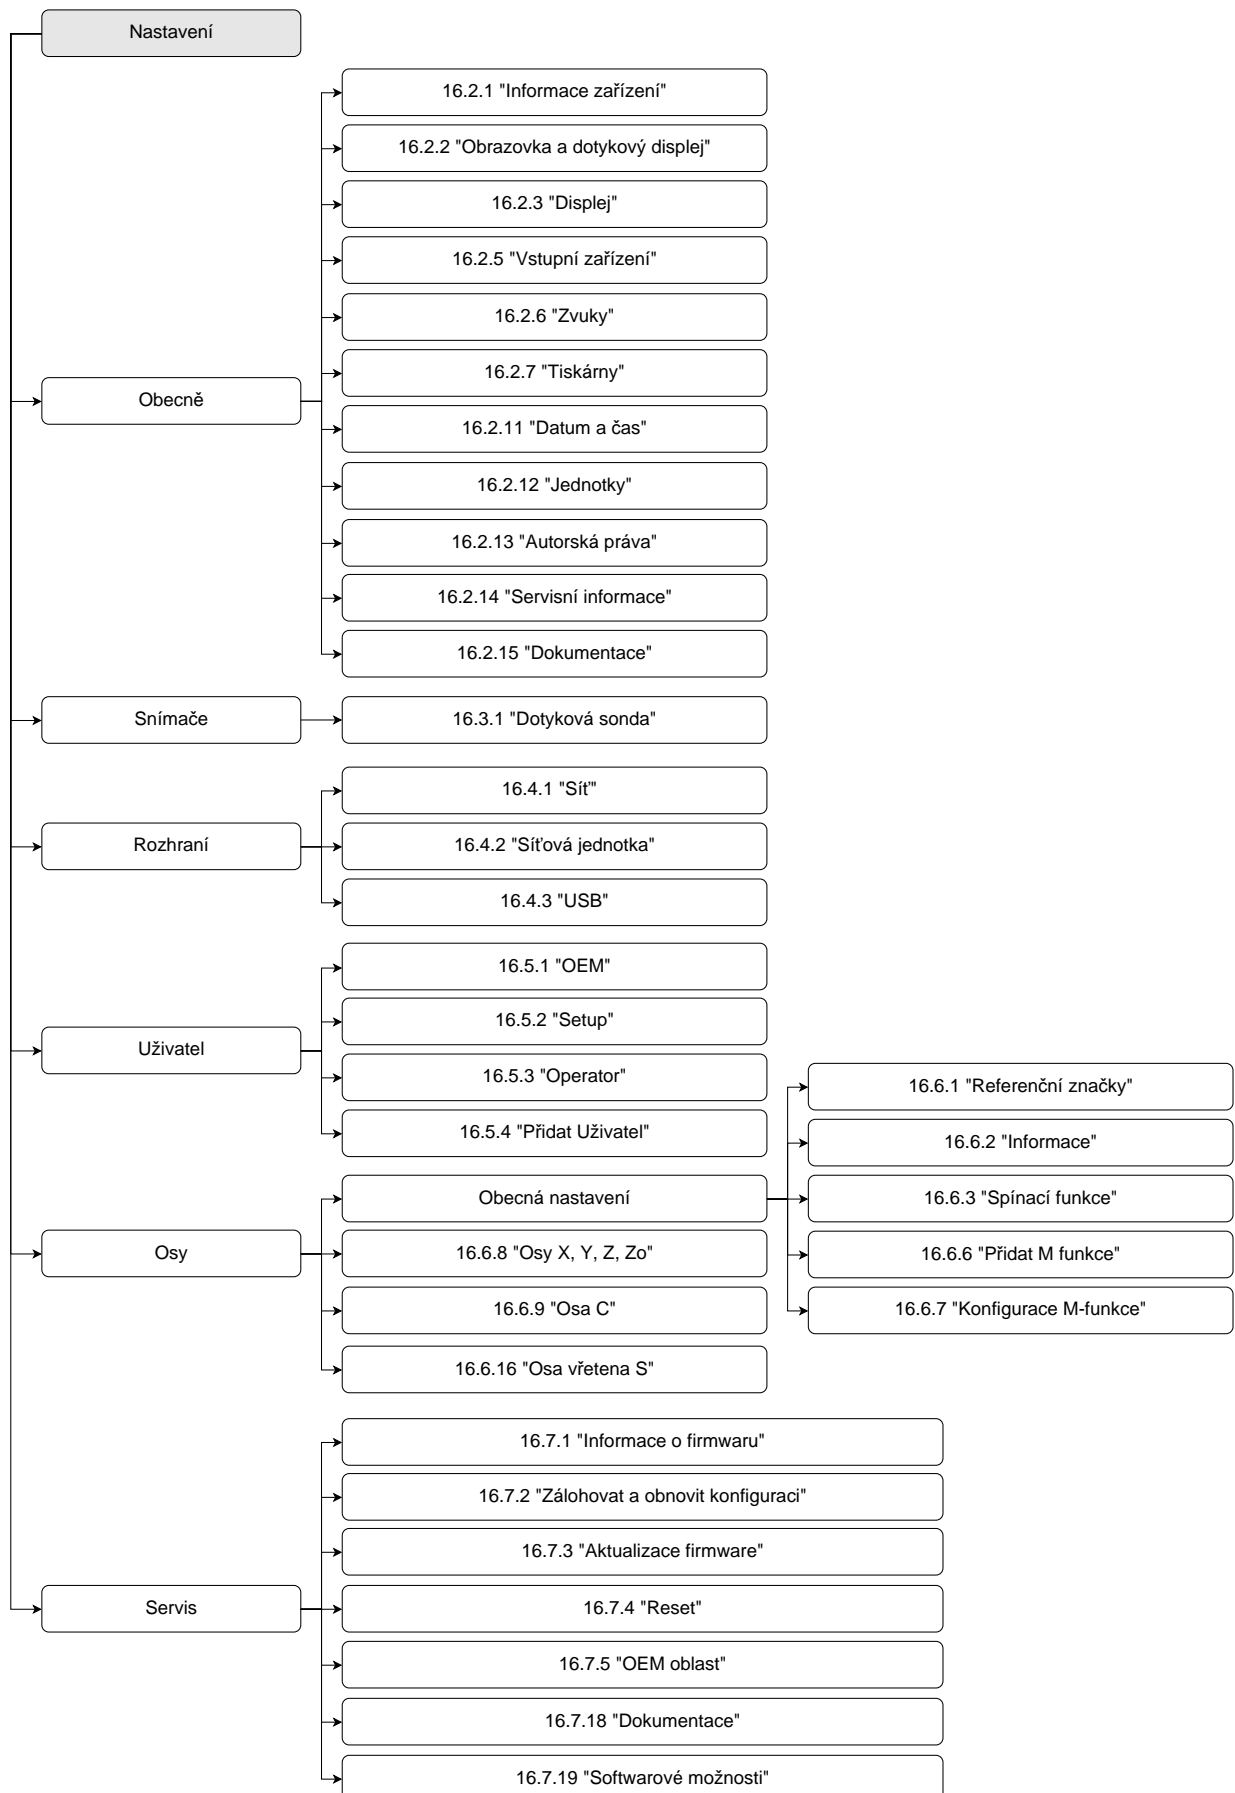 Nastavení
Obecně
16.2.1 "Informace zařízení"
16.2.2 "Obrazovka a dotykový displej"
16.2.3 "Displej"
16.2.5 "Vstupní zařízení"
16.2.6 "Zvuky"
16.2.7 "Tiskárny"
16.2.11 "Datum a čas"
16.2.12 "Jednotky"
16.2.13 "Autorská práva"
16.2.14 "Servisní informace"
16.2.15 "Dokumentace"
Snímače
16.3.1 "Dotyková sonda"
Rozhraní
16.4.1 "Síť"
16.4.2 "Síťová jednotka"
16.4.3 "USB"
Uživatel
16.5.1 "OEM"
16.5.2 "Setup"
16.5.3 "Operator"
16.5.4 "Přidat Uživatel"
Osy
Obecná nastavení
16.6.1 "Referenční značky"
16.6.2 "Informace"
16.6.3 "Spínací funkce"
16.6.6 "Přidat M funkce"
16.6.7 "Konfigurace M-funkce"
16.6.8 "Osy X, Y, Z, Zo"
16.6.9 "Osa C"
16.6.16 "Osa vřetena S"
Servis
16.7.1 "Informace o firmwaru"
16.7.2 "Zálohovat a obnovit konfiguraci"
16.7.3 "Aktualizace firmware"
16.7.4 "Reset"
16.7.5 "OEM oblast"
16.7.18 "Dokumentace"
16.7.19 "Softwarové možnosti"